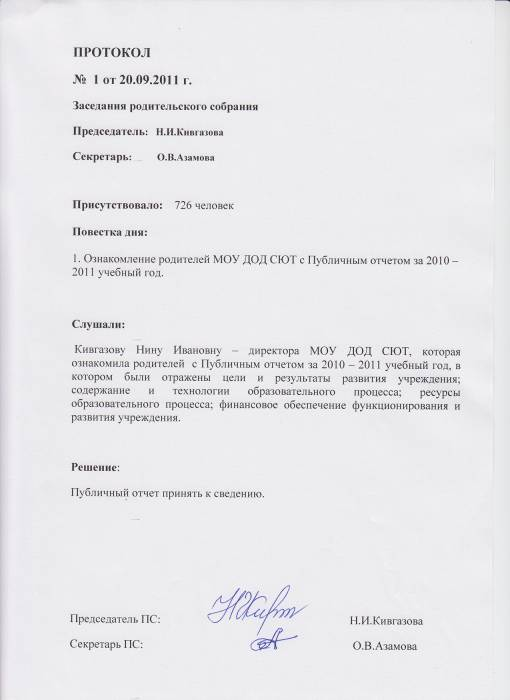 ПРОТОКОЛ
№ 1 от 20.09.2011 г.
Заседания родительского собрания
Председатель: Н.И.Кивгазова
Секретарь: О.В.Азамова
Присутствовало: 726 человек
Повестка дня:
1. Ознакомление родителей МОУ ДОД СЮТ с Публичным отчетом за 2010 –
2011 учебный год.
Слушали:
Кивгазову Нину Ивановну – директора МОУ ДОД СЮТ, которая
ознакомила родителей с Публичным отчетом за 2010 – 2011 учебный год, в
котором были отражены цели и результаты развития учреждения;
содержание и технологии образовательного процесса; ресурсы
образовательного процесса; финансовое обеспечение функционирования и
развития учреждения.
Решение:
Публичный отчет принять к сведению.
Председатель ПС: Н.И.Кивгазова
Секретарь ПС: О.В.Азамова